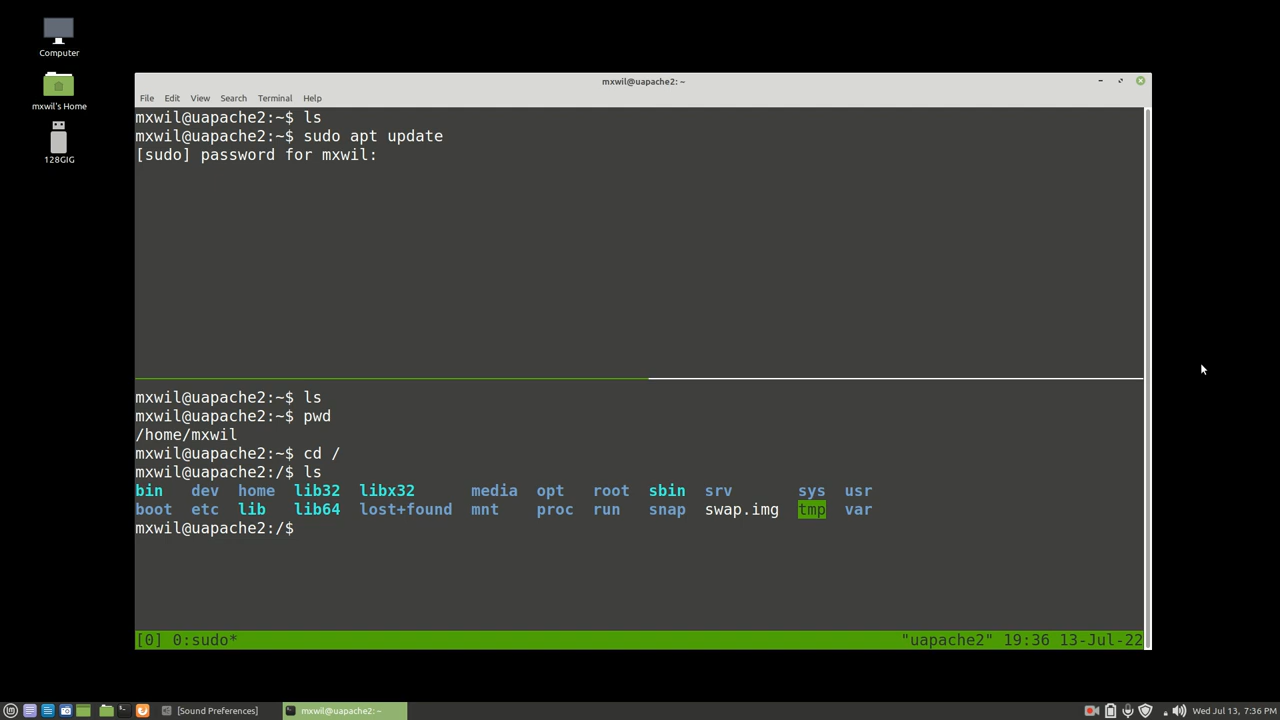 Computer
mxwil's Home
128GIG
mxwil@uapache2: ~
File Edit View Search Terminal Help
mxwil@uapache2:~$ ls
mxwil@uapache2:~$ sudo apt update
[sudo] password for mxwil:
mxwil@uapache2:~$ ls
mxwil@uapache2:~$ pwd
/home/mxwil
mxwil@uapache2:~$ cd /
mxwil@uapache2:/$ ls
bin dev home lib32 libx32 media opt root sbin srv sys usr
boot etc lib lib64 lost+found mnt proc run snap swap.img tmp var
mxwil@uapache2:/$
[0] 0:sudo* "uapache2" 19:36 13-Jul-22
[Sound Preferences] mxwil@uapache2: ~ Wed Jul 13, 7:36 PM